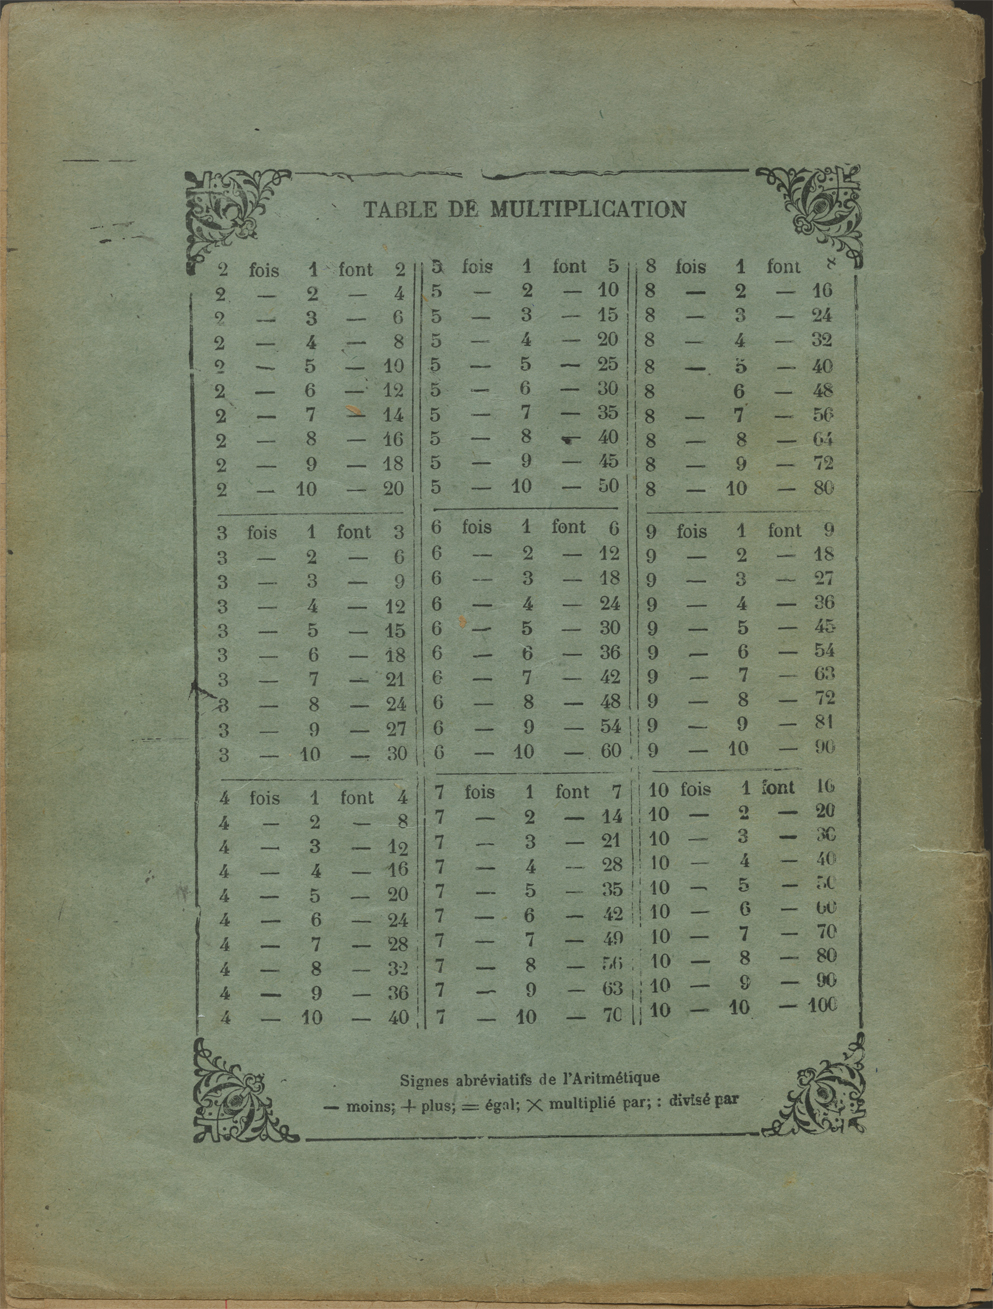 TABLE DE MULTIPLICATION
2 fois 1 font 2
2 — 2 — 4
2 — 3 — 6
2 — 4 — 8
2 — 5 — 10
2 — 6 — 12
2 — 7 — 14
2 — 8 — 16
2 — 9 — 18
2 — 10 — 20
3 fois 1 font 3
3 — 2 — 6
3 — 3 — 9
3 — 4 — 12
3 — 5 — 15
3 — 6 — 18
3 — 7 — 21
3 — 8 — 24
3 — 9 — 27
3 — 10 — 30
4 fois 1 font 4
4 — 2 — 8
4 — 3 — 12
4 — 4 — 16
4 — 5 — 20
4 — 6 — 24
4 — 7 — 28
4 — 8 — 32
4 — 9 — 36
4 — 10 — 40
5 fois 1 font 5
5 — 2 — 10
5 — 3 — 15
5 — 4 — 20
5 — 5 — 25
5 — 6 — 30
5 — 7 — 35
5 — 8 — 40
5 — 9 — 45
5 — 10 — 50
6 fois 1 font 6
6 — 2 — 12
6 — 3 — 18
6 — 4 — 24
6 — 5 — 30
6 — 6 — 36
6 — 7 — 42
6 — 8 — 48
6 — 9 — 54
6 — 10 — 60
7 fois 1 font 7
7 — 2 — 14
7 — 3 — 21
7 — 4 — 28
7 — 5 — 35
7 — 6 — 42
7 — 7 — 49
7 — 8 — 56
7 — 9 — 63
7 — 10 — 70
8 fois 1 font
8 — 2 — 16
8 — 3 — 24
8 — 4 — 32
8 — 5 — 40
8 6 — 48
8 — 7 — 56
8 — 8 — 64
8 — 9 — 72
8 — 10 — 80
9 fois 1 font 9
9 — 2 — 18
9 — 3 — 27
9 — 4 — 36
9 — 5 — 45
9 — 6 — 54
9 — 7 — 63
9 — 8 — 72
9 — 9 — 81
9 — 10 — 90
10 fois 1 font 10
10 — 2 — 20
10 — 3 — 30
10 — 4 — 40
10 — 5 — 50
10 — 6 — 60
10 — 7 — 70
10 — 8 — 80
10 — 9 — 90
10 — 10 — 100
Signes abréviatifs de l'Aritmétique
— moins; + plus; = égal; × multiplié par; : divisé par